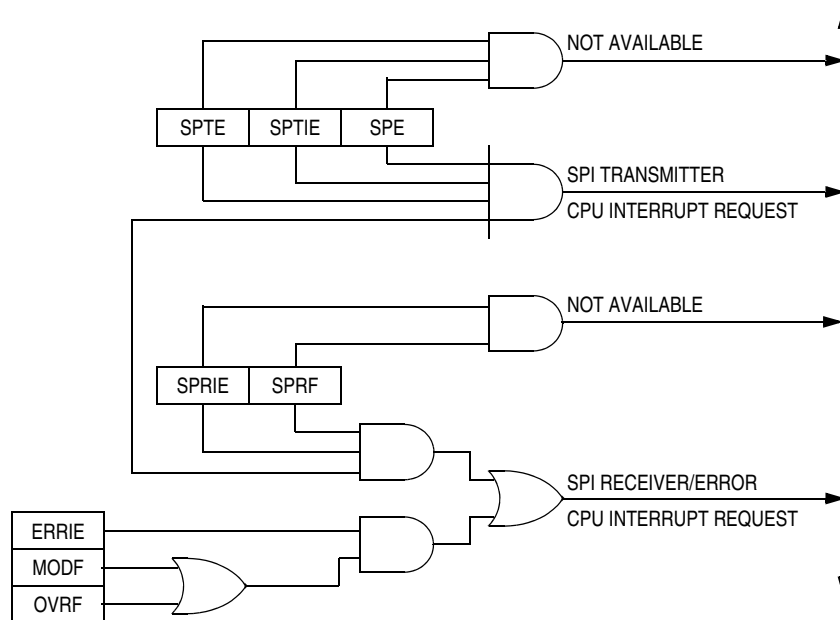 NOT AVAILABLE
SPTE SPTIE SPE
SPI TRANSMITTER
CPU INTERRUPT REQUEST
NOT AVAILABLE
SPRIE SPRF
SPI RECEIVER/ERROR
CPU INTERRUPT REQUEST
ERRIE
MODF
OVRF